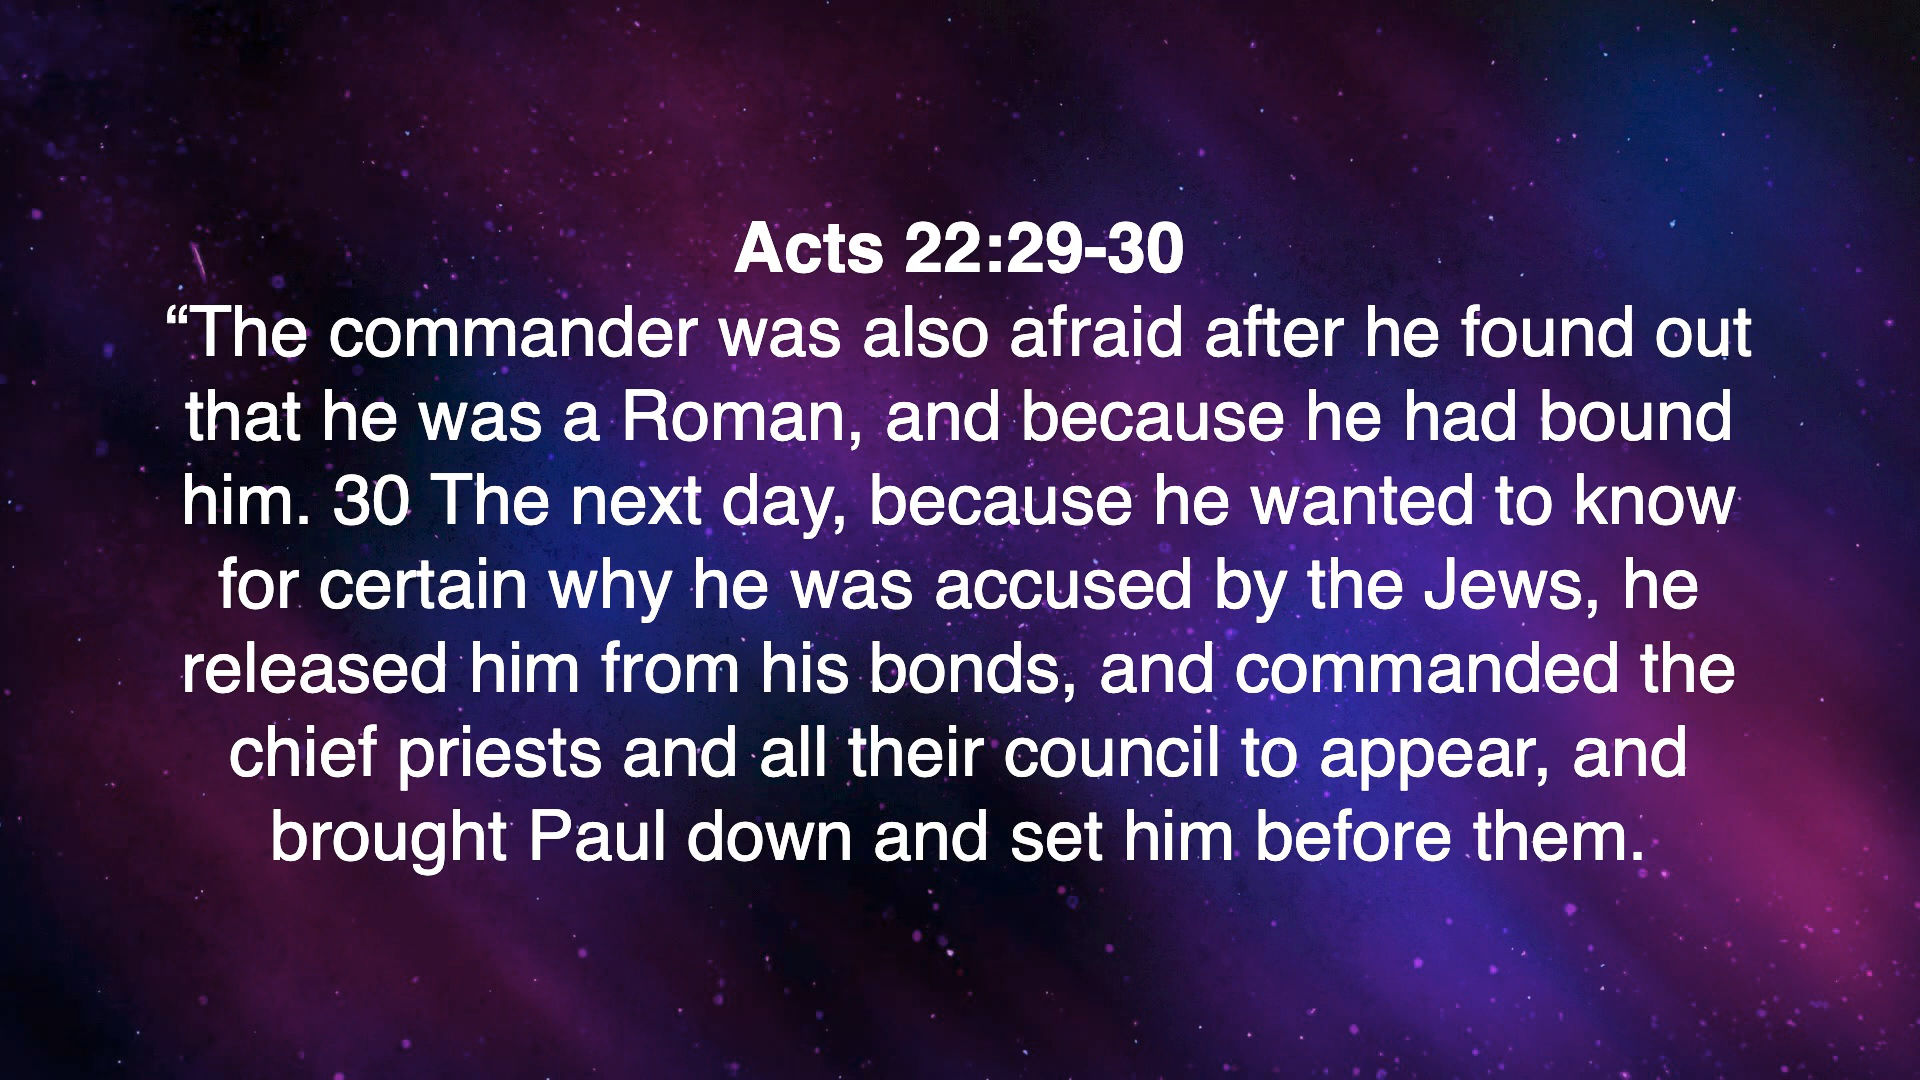 Acts 22:29-30
“The commander was also afraid after he found out
that he was a Roman, and because he had bound
him. 30 The next day, because he wanted to know
for certain why he was accused by the Jews, he
released him from his bonds, and commanded the
chief priests and all their council to appear, and
brought Paul down and set him before them.